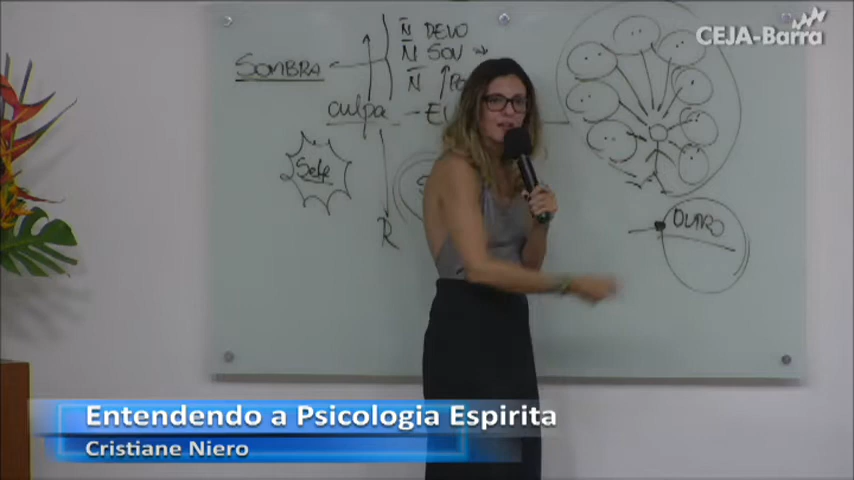 CEJA-Barra
Ñ DEVO
Ñ SOU
SOMBRA
Ñ
culpa
Self
R
OUTRO
Entendendo a Psicologia Espirita
Cristiane Niero